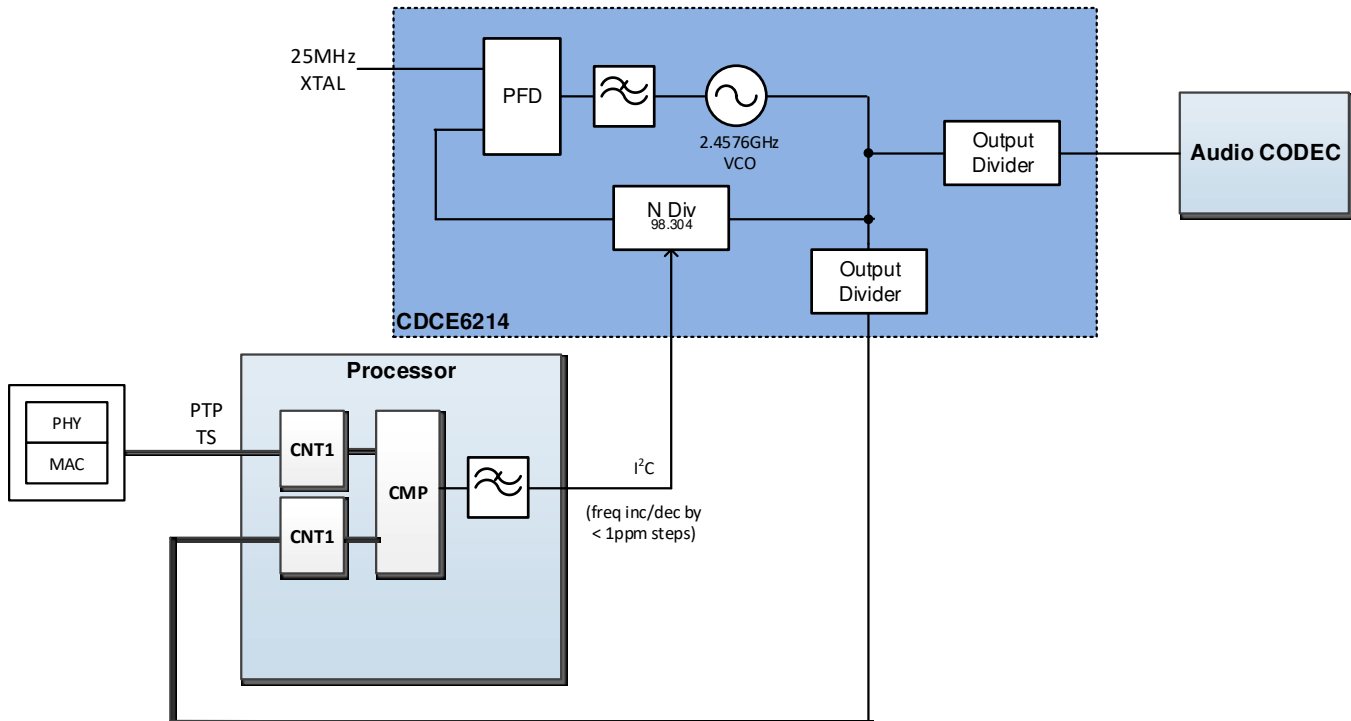 25MHz
XTAL
PFD
2.4576GHz
VCO
Output
Divider
Audio CODEC
N Div
98.304
Output
Divider
CDCE6214
Processor
PHY
MAC
PTP
TS
CNT1
CMP
CNT1
I²C
(freq inc/dec by
< 1ppm steps)